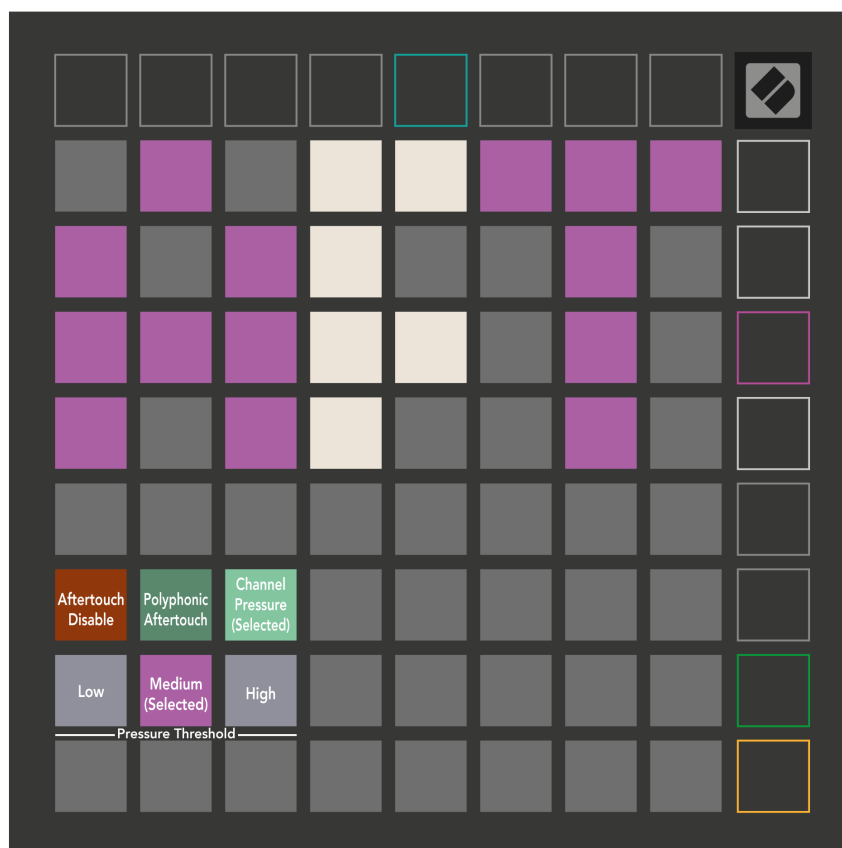 Aftertouch
Disable
Polyphonic
Aftertouch
Channel
Pressure
(Selected)
Low
Medium
(Selected)
High
Pressure Threshold